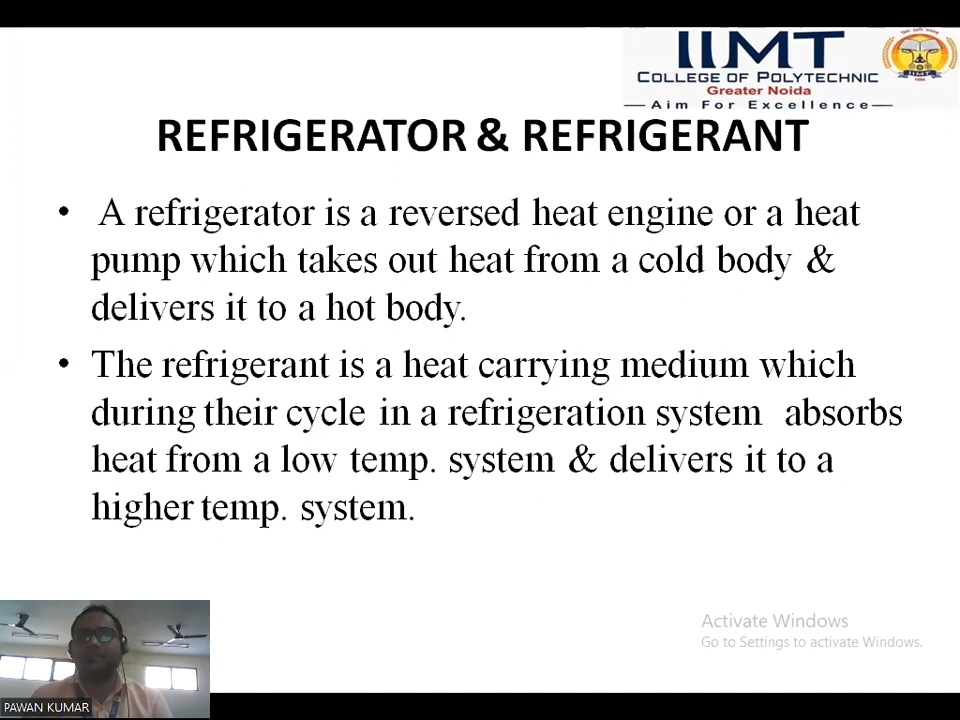 IIMT
COLLEGE OF POLYTECHNIC
Greater Noida
Aim For Excellence
IIMT
REFRIGERATOR & REFRIGERANT
• A refrigerator is a reversed heat engine or a heat
pump which takes out heat from a cold body &
delivers it to a hot body.
• The refrigerant is a heat carrying medium which
during their cycle in a refrigeration system absorbs
heat from a low temp. system & delivers it to a
higher temp. system.
Activate Windows
Go to Settings to activate Windows.
PAWAN KUMAR